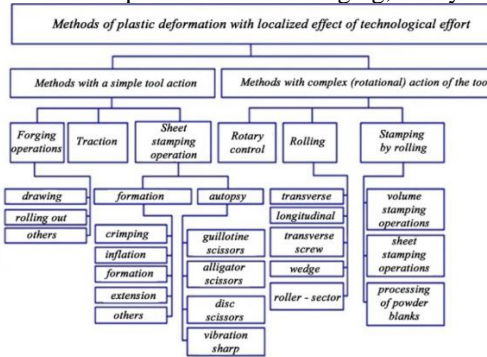 Methods of plastic deformation with localized effect of technological effort
Methods with a simple tool action
Methods with complex (rotational) action of the too
Forging
operations
Traction
Sheet
stamping
operation
Rotary
control
Rolling
Stamping
by rolling
drawing
rolling out
others
formation
autopsy
crimping
inflation
formation
extension
others
guillotine
scissors
alligator
scissors
disc
scissors
vibration
sharp
transverse
longitudinal
transverse
screw
wedge
roller - sector
volume
stamping
operations
sheet
stamping
operations
processing
of powder
blanks